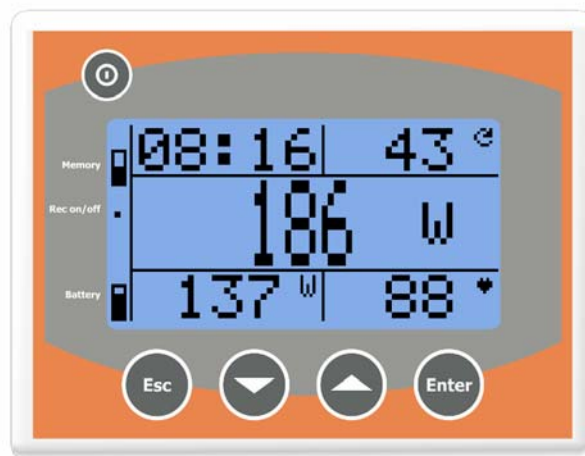 Memory
08:16 43
Rec on/off
186 W
Battery
137 W 88
Esc Enter